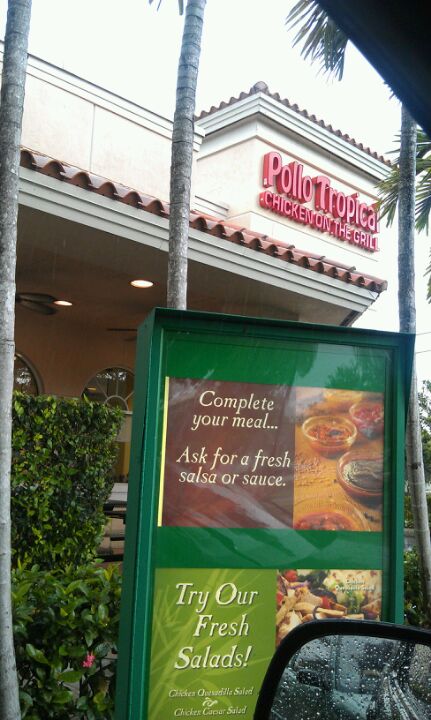 Pollo Tropical
CHICKEN ON THE GRILL
Complete
your meal...
Ask for a fresh
salsa or sauce.
Try Our
Fresh
Salads!
Chicken Quesadilla Salad
Chicken Caesar Salad